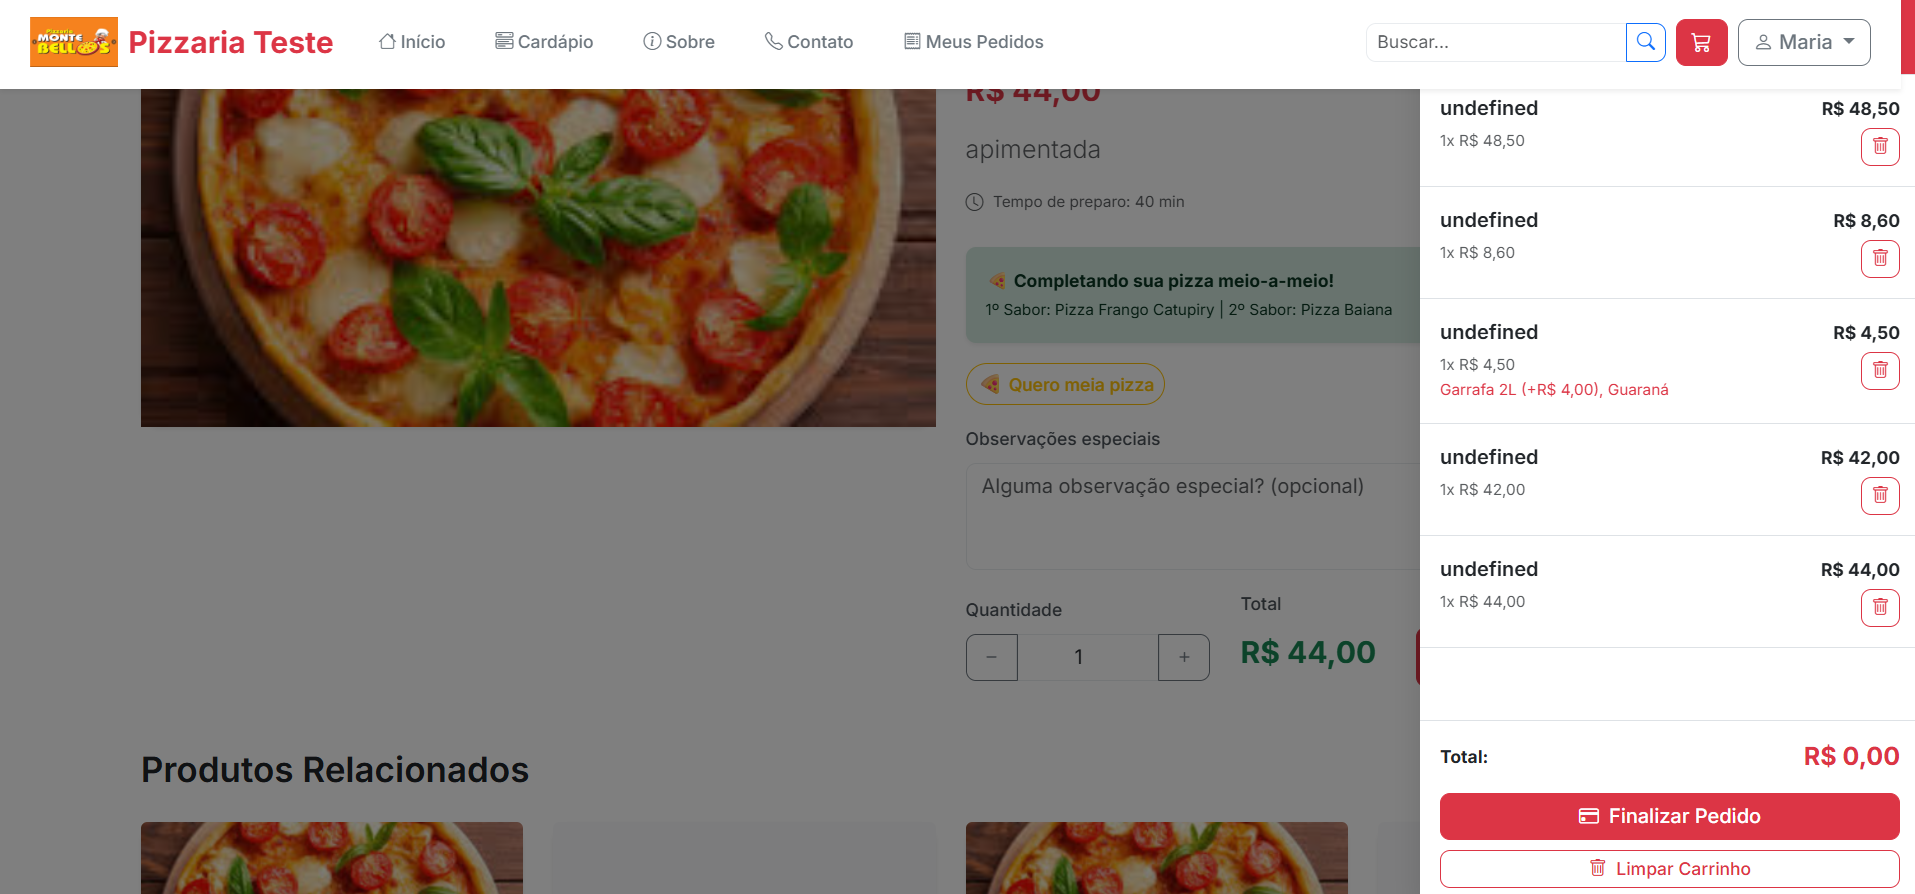 Pizzaria
MONTE
BELLO'S
Pizzaria Teste
Início
Cardápio
Sobre
Contato
Meus Pedidos
Buscar...
Maria
R$ 44,00
apimentada
Tempo de preparo: 40 min
Completando sua pizza meio-a-meio!
1º Sabor: Pizza Frango Catupiry | 2º Sabor: Pizza Baiana
Quero meia pizza
Observações especiais
Alguma observação especial? (opcional)
Quantidade
Total
− 1 +
R$ 44,00
Produtos Relacionados
undefined
R$ 48,50
1x R$ 48,50
undefined
R$ 8,60
1x R$ 8,60
undefined
R$ 4,50
1x R$ 4,50
Garrafa 2L (+R$ 4,00), Guaraná
undefined
R$ 42,00
1x R$ 42,00
undefined
R$ 44,00
1x R$ 44,00
Total:
R$ 0,00
Finalizar Pedido
Limpar Carrinho